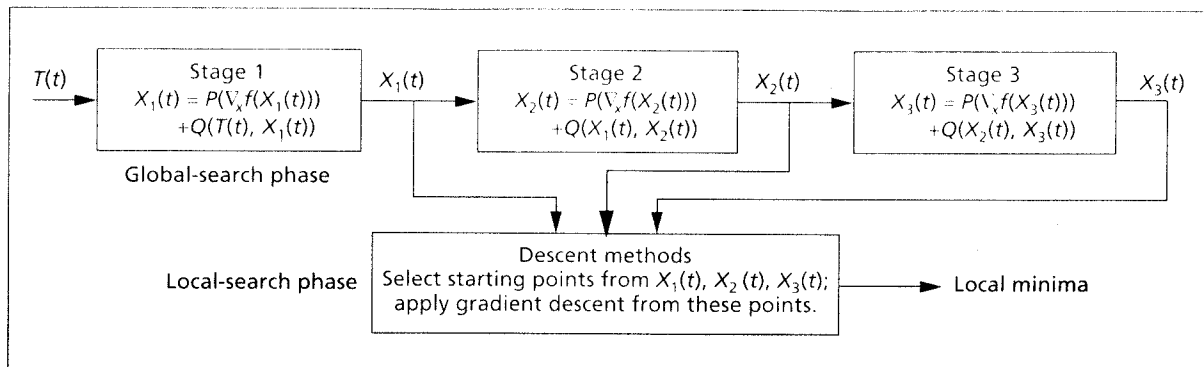 T(t)
Stage 1
X₁(t) = P(∇ₓf(X₁(t)))
+Q(T(t), X₁(t))
X₁(t)
Stage 2
X₂(t) = P(∇ₓf(X₂(t)))
+Q(X₁(t), X₂(t))
X₂(t)
Stage 3
X₃(t) = P(∇ₓf(X₃(t)))
+Q(X₂(t), X₃(t))
X₃(t)
Global-search phase
Local-search phase
Descent methods
Select starting points from X₁(t), X₂ (t), X₃(t);
apply gradient descent from these points.
Local minima